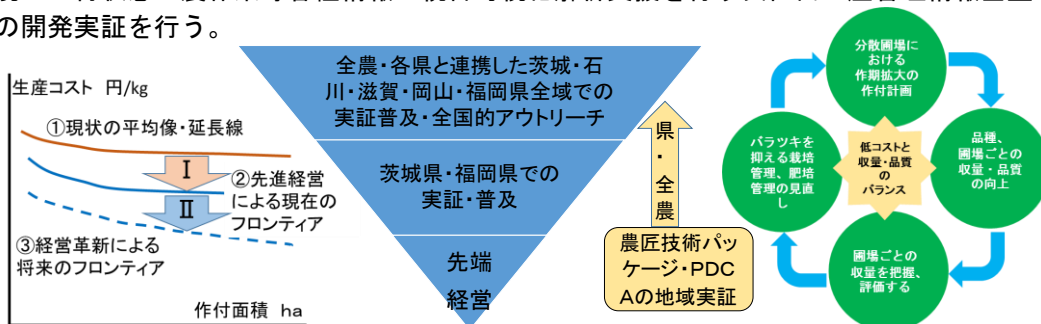 の開発実証を行う。
生産コスト 円/kg
①現状の平均像・延長線
Ⅰ
②先進経営
による現在の
フロンティア
Ⅱ
③経営革新による
将来のフロンティア
作付面積 ha
全農・各県と連携した茨城・石
川・滋賀・岡山・福岡県全域での
実証普及・全国的アウトリーチ
茨城県・福岡県での
実証・普及
先端
経営
県・全農
農匠技術パッ
ケージ・PDC
Aの地域実証
分散圃場に
おける
作期拡大の
作付計画
品種、
圃場ごとの
収量・品質
の向上
圃場ごとの
収量を把握、
評価する
バラツキを
抑える栽培
管理、肥培
管理の見直
し
低コストと
収量・品質
の
バランス